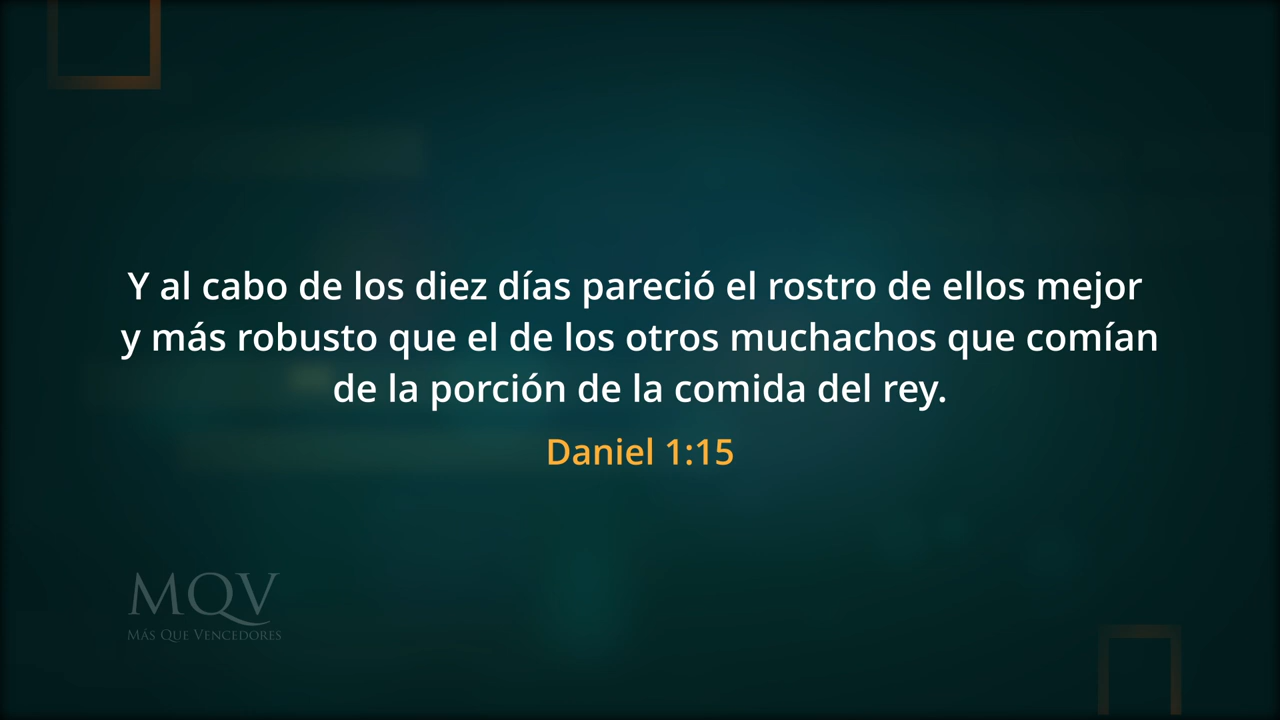 Y al cabo de los diez días pareció el rostro de ellos mejor
y más robusto que el de los otros muchachos que comían
de la porción de la comida del rey.
Daniel 1:15
MQV
Más Que Vencedores